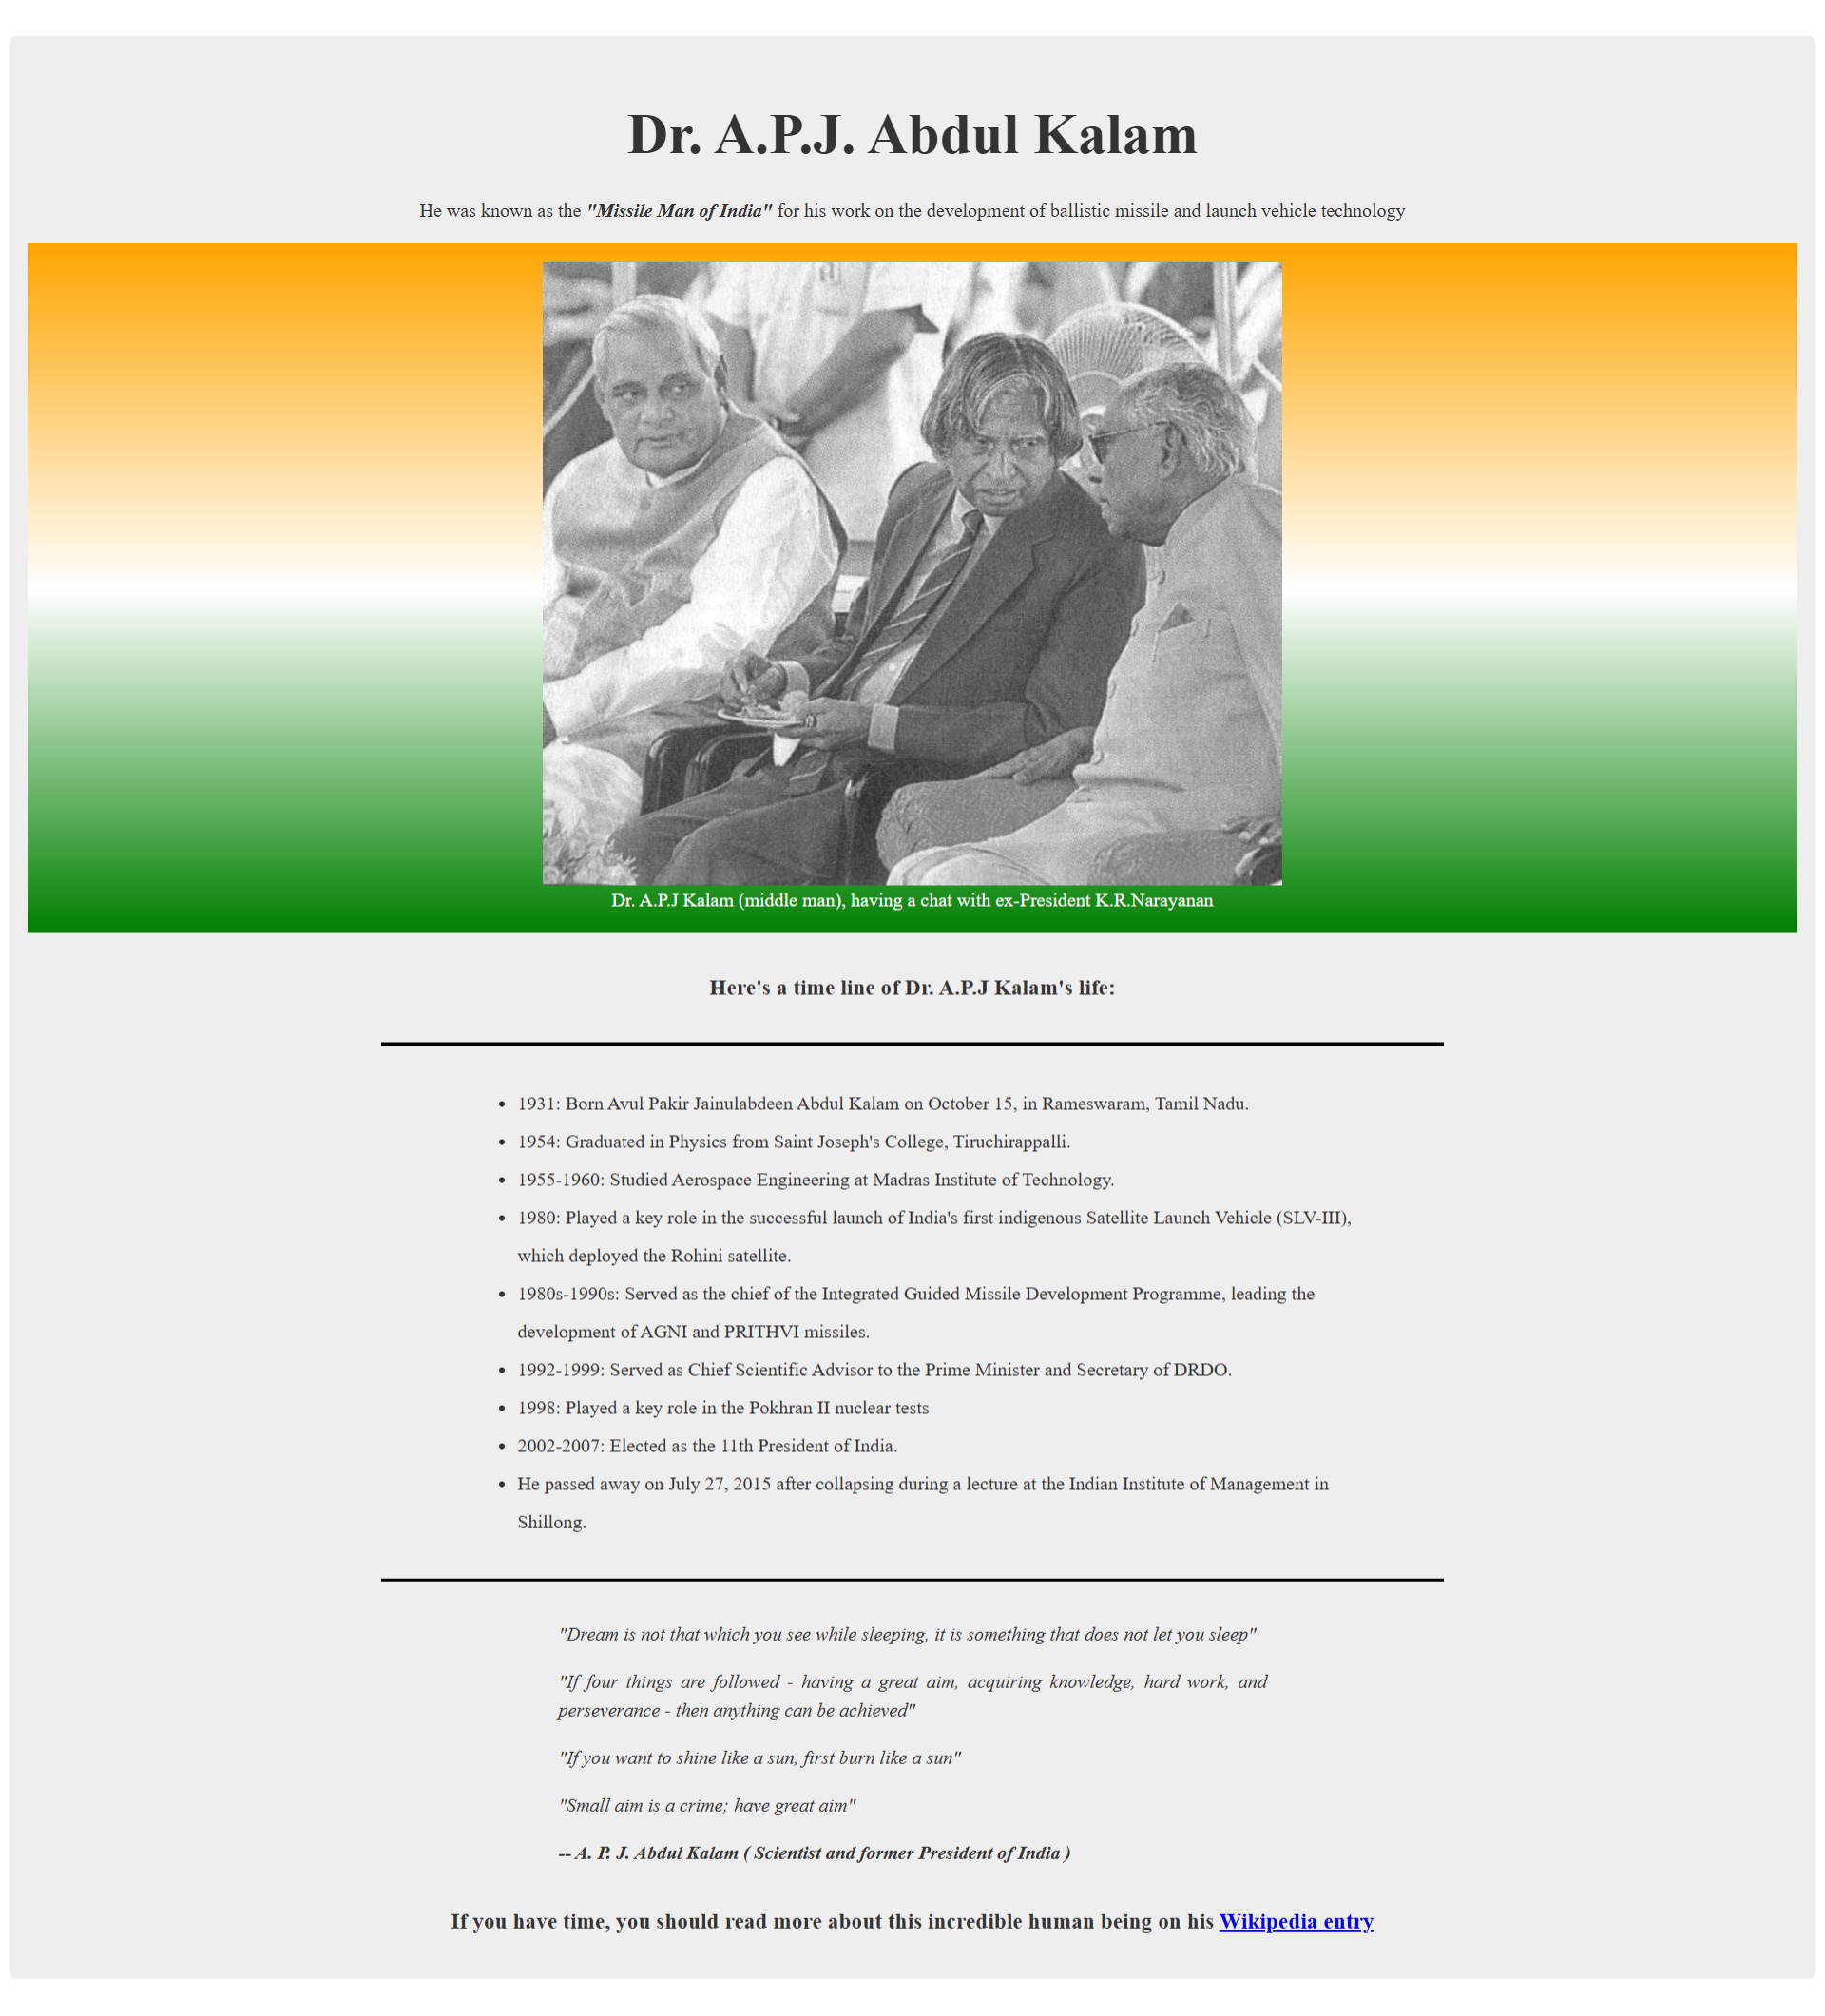 Dr. A.P.J. Abdul Kalam
He was known as the "Missile Man of India" for his work on the development of ballistic missile and launch vehicle technology
Dr. A.P.J Kalam (middle man), having a chat with ex-President K.R.Narayanan
Here's a time line of Dr. A.P.J Kalam's life:
• 1931: Born Avul Pakir Jainulabdeen Abdul Kalam on October 15, in Rameswaram, Tamil Nadu.
• 1954: Graduated in Physics from Saint Joseph's College, Tiruchirappalli.
• 1955-1960: Studied Aerospace Engineering at Madras Institute of Technology.
• 1980: Played a key role in the successful launch of India's first indigenous Satellite Launch Vehicle (SLV-III),
which deployed the Rohini satellite.
• 1980s-1990s: Served as the chief of the Integrated Guided Missile Development Programme, leading the
development of AGNI and PRITHVI missiles.
• 1992-1999: Served as Chief Scientific Advisor to the Prime Minister and Secretary of DRDO.
• 1998: Played a key role in the Pokhran II nuclear tests
• 2002-2007: Elected as the 11th President of India.
• He passed away on July 27, 2015 after collapsing during a lecture at the Indian Institute of Management in
Shillong.
"Dream is not that which you see while sleeping, it is something that does not let you sleep"
"If four things are followed - having a great aim, acquiring knowledge, hard work, and
perseverance - then anything can be achieved"
"If you want to shine like a sun, first burn like a sun"
"Small aim is a crime; have great aim"
-- A. P. J. Abdul Kalam ( Scientist and former President of India )
If you have time, you should read more about this incredible human being on his Wikipedia entry